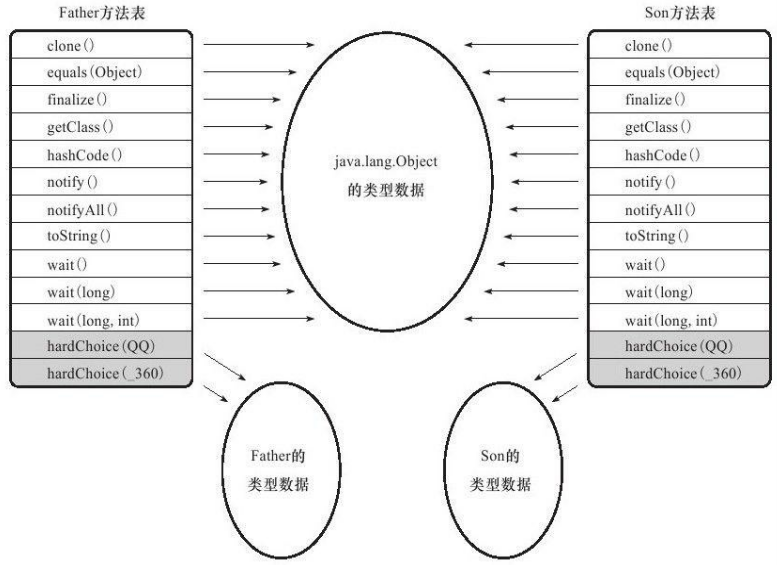 Father方法表
clone()
equals(Object)
finalize()
getClass()
hashCode()
notify()
notifyAll()
toString()
wait()
wait(long)
wait(long, int)
hardChoice(QQ)
hardChoice(_360)
java.lang.Object
的类型数据
Father的
类型数据
Son的
类型数据
Son方法表
clone()
equals(Object)
finalize()
getClass()
hashCode()
notify()
notifyAll()
toString()
wait()
wait(long)
wait(long, int)
hardChoice(QQ)
hardChoice(_360)